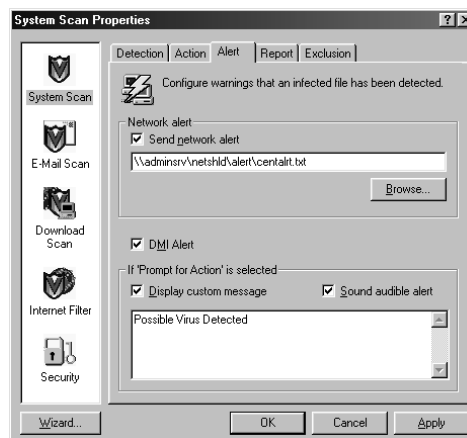 System Scan Properties
System Scan
E-Mail Scan
Download
Scan
Internet Filter
Security
Detection
Action
Alert
Report
Exclusion
Configure warnings that an infected file has been detected.
Network alert
Send network alert
\\adminsrv\netshld\alert\centalrt.txt
Browse...
DMI Alert
If 'Prompt for Action' is selected
Display custom message
Sound audible alert
Possible Virus Detected
Wizard...
OK
Cancel
Apply